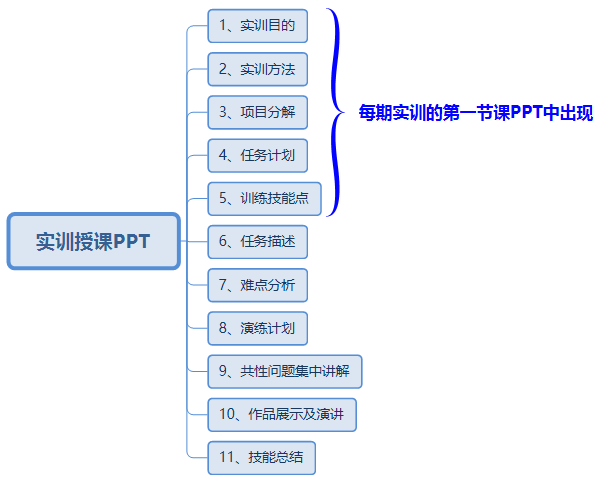 1、实训目的
2、实训方法
3、项目分解
每期实训的第一节课PPT中出现
4、任务计划
5、训练技能点
实训授课PPT
6、任务描述
7、难点分析
8、演练计划
9、共性问题集中讲解
10、作品展示及演讲
11、技能总结